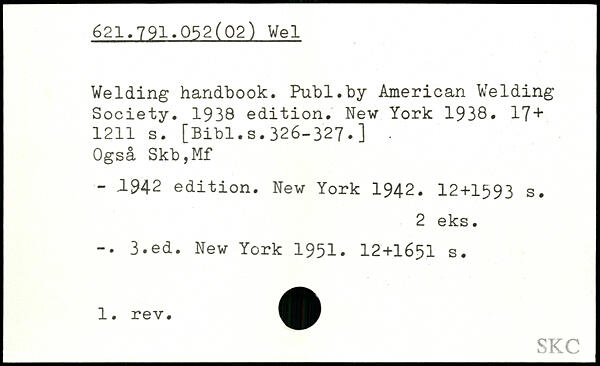 621.791.052(02) Wel
Welding handbook. Publ.by American Welding
Society. 1938 edition. New York 1938. 17+
1211 s. [Bibl.s.326-327.]
Også Skb,Mf
- 1942 edition. New York 1942. 12+1593 s.
2 eks.
-. 3.ed. New York 1951. 12+1651 s.
1. rev.
SKC